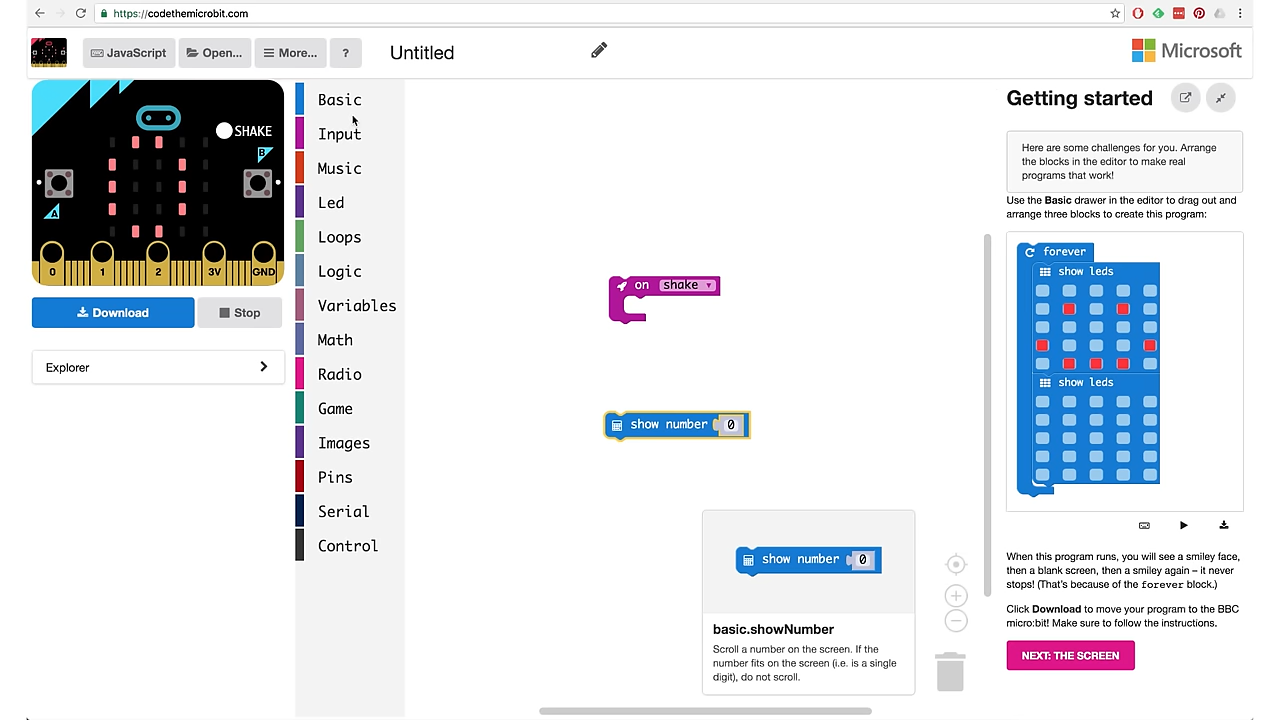 https://codethemicrobit.com
JavaScript
Open...
More...
?
Untitled
Microsoft
SHAKE
B
A
0
1
2
3V
GND
Download
Stop
Explorer
Basic
Input
Music
Led
Loops
Logic
Variables
Math
Radio
Game
Images
Pins
Serial
Control
on shake
show number 0
show number 0
basic.showNumber
Scroll a number on the screen. If the
number fits on the screen (i.e. is a single
digit), do not scroll.
Getting started
Here are some challenges for you. Arrange
the blocks in the editor to make real
programs that work!
Use the Basic drawer in the editor to drag out and
arrange three blocks to create this program:
forever
show leds
show leds
When this program runs, you will see a smiley face,
then a blank screen, then a smiley again – it never
stops! (That's because of the forever block.)
Click Download to move your program to the BBC
micro:bit! Make sure to follow the instructions.
NEXT: THE SCREEN